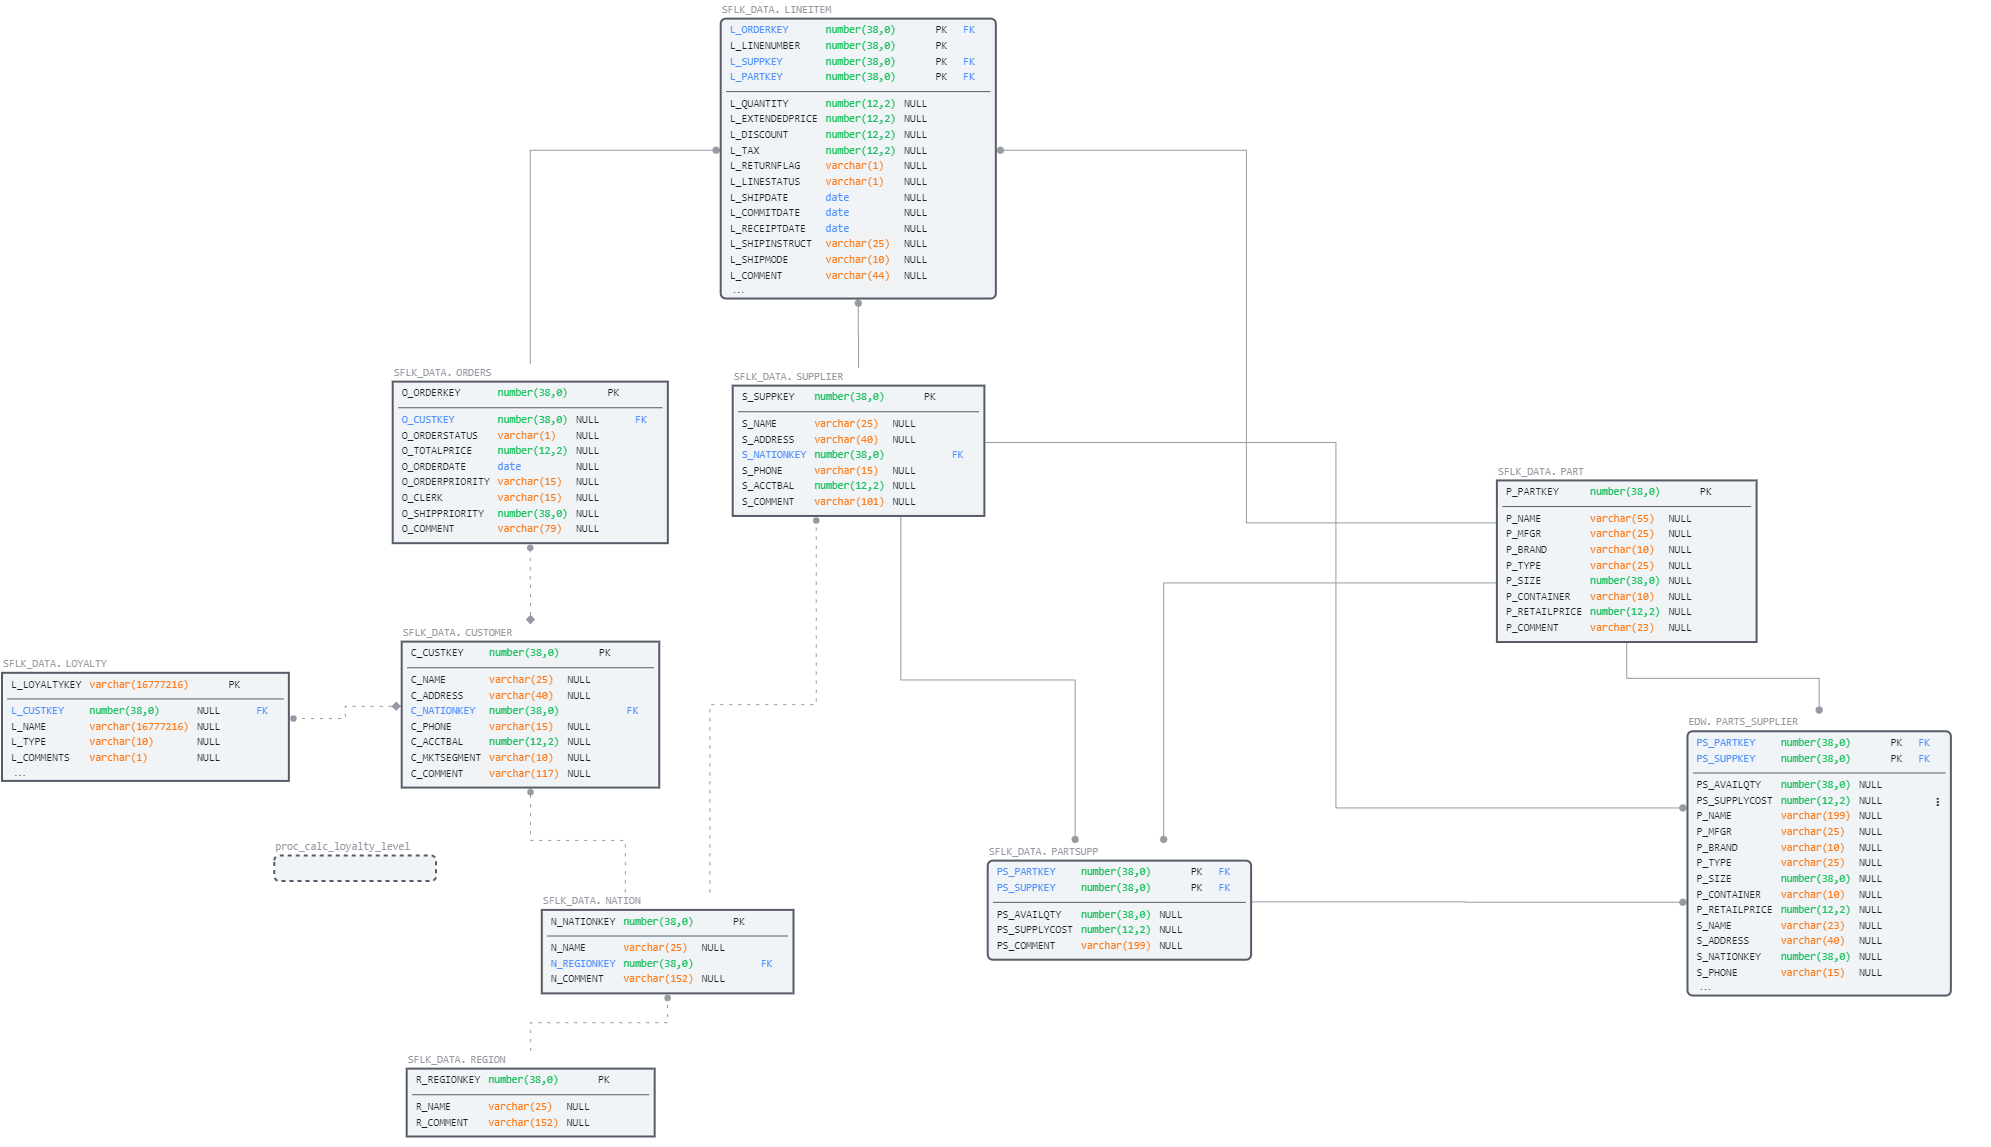 SFLK_DATA. LINEITEM
L_ORDERKEY number(38,0) PK FK
L_LINENUMBER number(38,0) PK
L_SUPPKEY number(38,0) PK FK
L_PARTKEY number(38,0) PK FK
L_QUANTITY number(12,2) NULL
L_EXTENDEDPRICE number(12,2) NULL
L_DISCOUNT number(12,2) NULL
L_TAX number(12,2) NULL
L_RETURNFLAG varchar(1) NULL
L_LINESTATUS varchar(1) NULL
L_SHIPDATE date NULL
L_COMMITDATE date NULL
L_RECEIPTDATE date NULL
L_SHIPINSTRUCT varchar(25) NULL
L_SHIPMODE varchar(10) NULL
L_COMMENT varchar(44) NULL
...
SFLK_DATA. ORDERS
O_ORDERKEY number(38,0) PK
O_CUSTKEY number(38,0) NULL FK
O_ORDERSTATUS varchar(1) NULL
O_TOTALPRICE number(12,2) NULL
O_ORDERDATE date NULL
O_ORDERPRIORITY varchar(15) NULL
O_CLERK varchar(15) NULL
O_SHIPPRIORITY number(38,0) NULL
O_COMMENT varchar(79) NULL
SFLK_DATA. SUPPLIER
S_SUPPKEY number(38,0) PK
S_NAME varchar(25) NULL
S_ADDRESS varchar(40) NULL
S_NATIONKEY number(38,0) FK
S_PHONE varchar(15) NULL
S_ACCTBAL number(12,2) NULL
S_COMMENT varchar(101) NULL
SFLK_DATA. PART
P_PARTKEY number(38,0) PK
P_NAME varchar(55) NULL
P_MFGR varchar(25) NULL
P_BRAND varchar(10) NULL
P_TYPE varchar(25) NULL
P_SIZE number(38,0) NULL
P_CONTAINER varchar(10) NULL
P_RETAILPRICE number(12,2) NULL
P_COMMENT varchar(23) NULL
SFLK_DATA. LOYALTY
L_LOYALTYKEY varchar(16777216) PK
L_CUSTKEY number(38,0) NULL FK
L_NAME varchar(16777216) NULL
L_TYPE varchar(10) NULL
L_COMMENTS varchar(1) NULL
...
SFLK_DATA. CUSTOMER
C_CUSTKEY number(38,0) PK
C_NAME varchar(25) NULL
C_ADDRESS varchar(40) NULL
C_NATIONKEY number(38,0) FK
C_PHONE varchar(15) NULL
C_ACCTBAL number(12,2) NULL
C_MKTSEGMENT varchar(10) NULL
C_COMMENT varchar(117) NULL
EDW. PARTS_SUPPLIER
PS_PARTKEY number(38,0) PK FK
PS_SUPPKEY number(38,0) PK FK
PS_AVAILQTY number(38,0) NULL
PS_SUPPLYCOST number(12,2) NULL
P_NAME varchar(199) NULL
P_MFGR varchar(25) NULL
P_BRAND varchar(10) NULL
P_TYPE varchar(25) NULL
P_SIZE number(38,0) NULL
P_CONTAINER varchar(10) NULL
P_RETAILPRICE number(12,2) NULL
S_NAME varchar(23) NULL
S_ADDRESS varchar(40) NULL
S_NATIONKEY number(38,0) NULL
S_PHONE varchar(15) NULL
...
proc_calc_loyalty_level
SFLK_DATA. PARTSUPP
PS_PARTKEY number(38,0) PK FK
PS_SUPPKEY number(38,0) PK FK
PS_AVAILQTY number(38,0) NULL
PS_SUPPLYCOST number(12,2) NULL
PS_COMMENT varchar(199) NULL
SFLK_DATA. NATION
N_NATIONKEY number(38,0) PK
N_NAME varchar(25) NULL
N_REGIONKEY number(38,0) FK
N_COMMENT varchar(152) NULL
SFLK_DATA. REGION
R_REGIONKEY number(38,0) PK
R_NAME varchar(25) NULL
R_COMMENT varchar(152) NULL